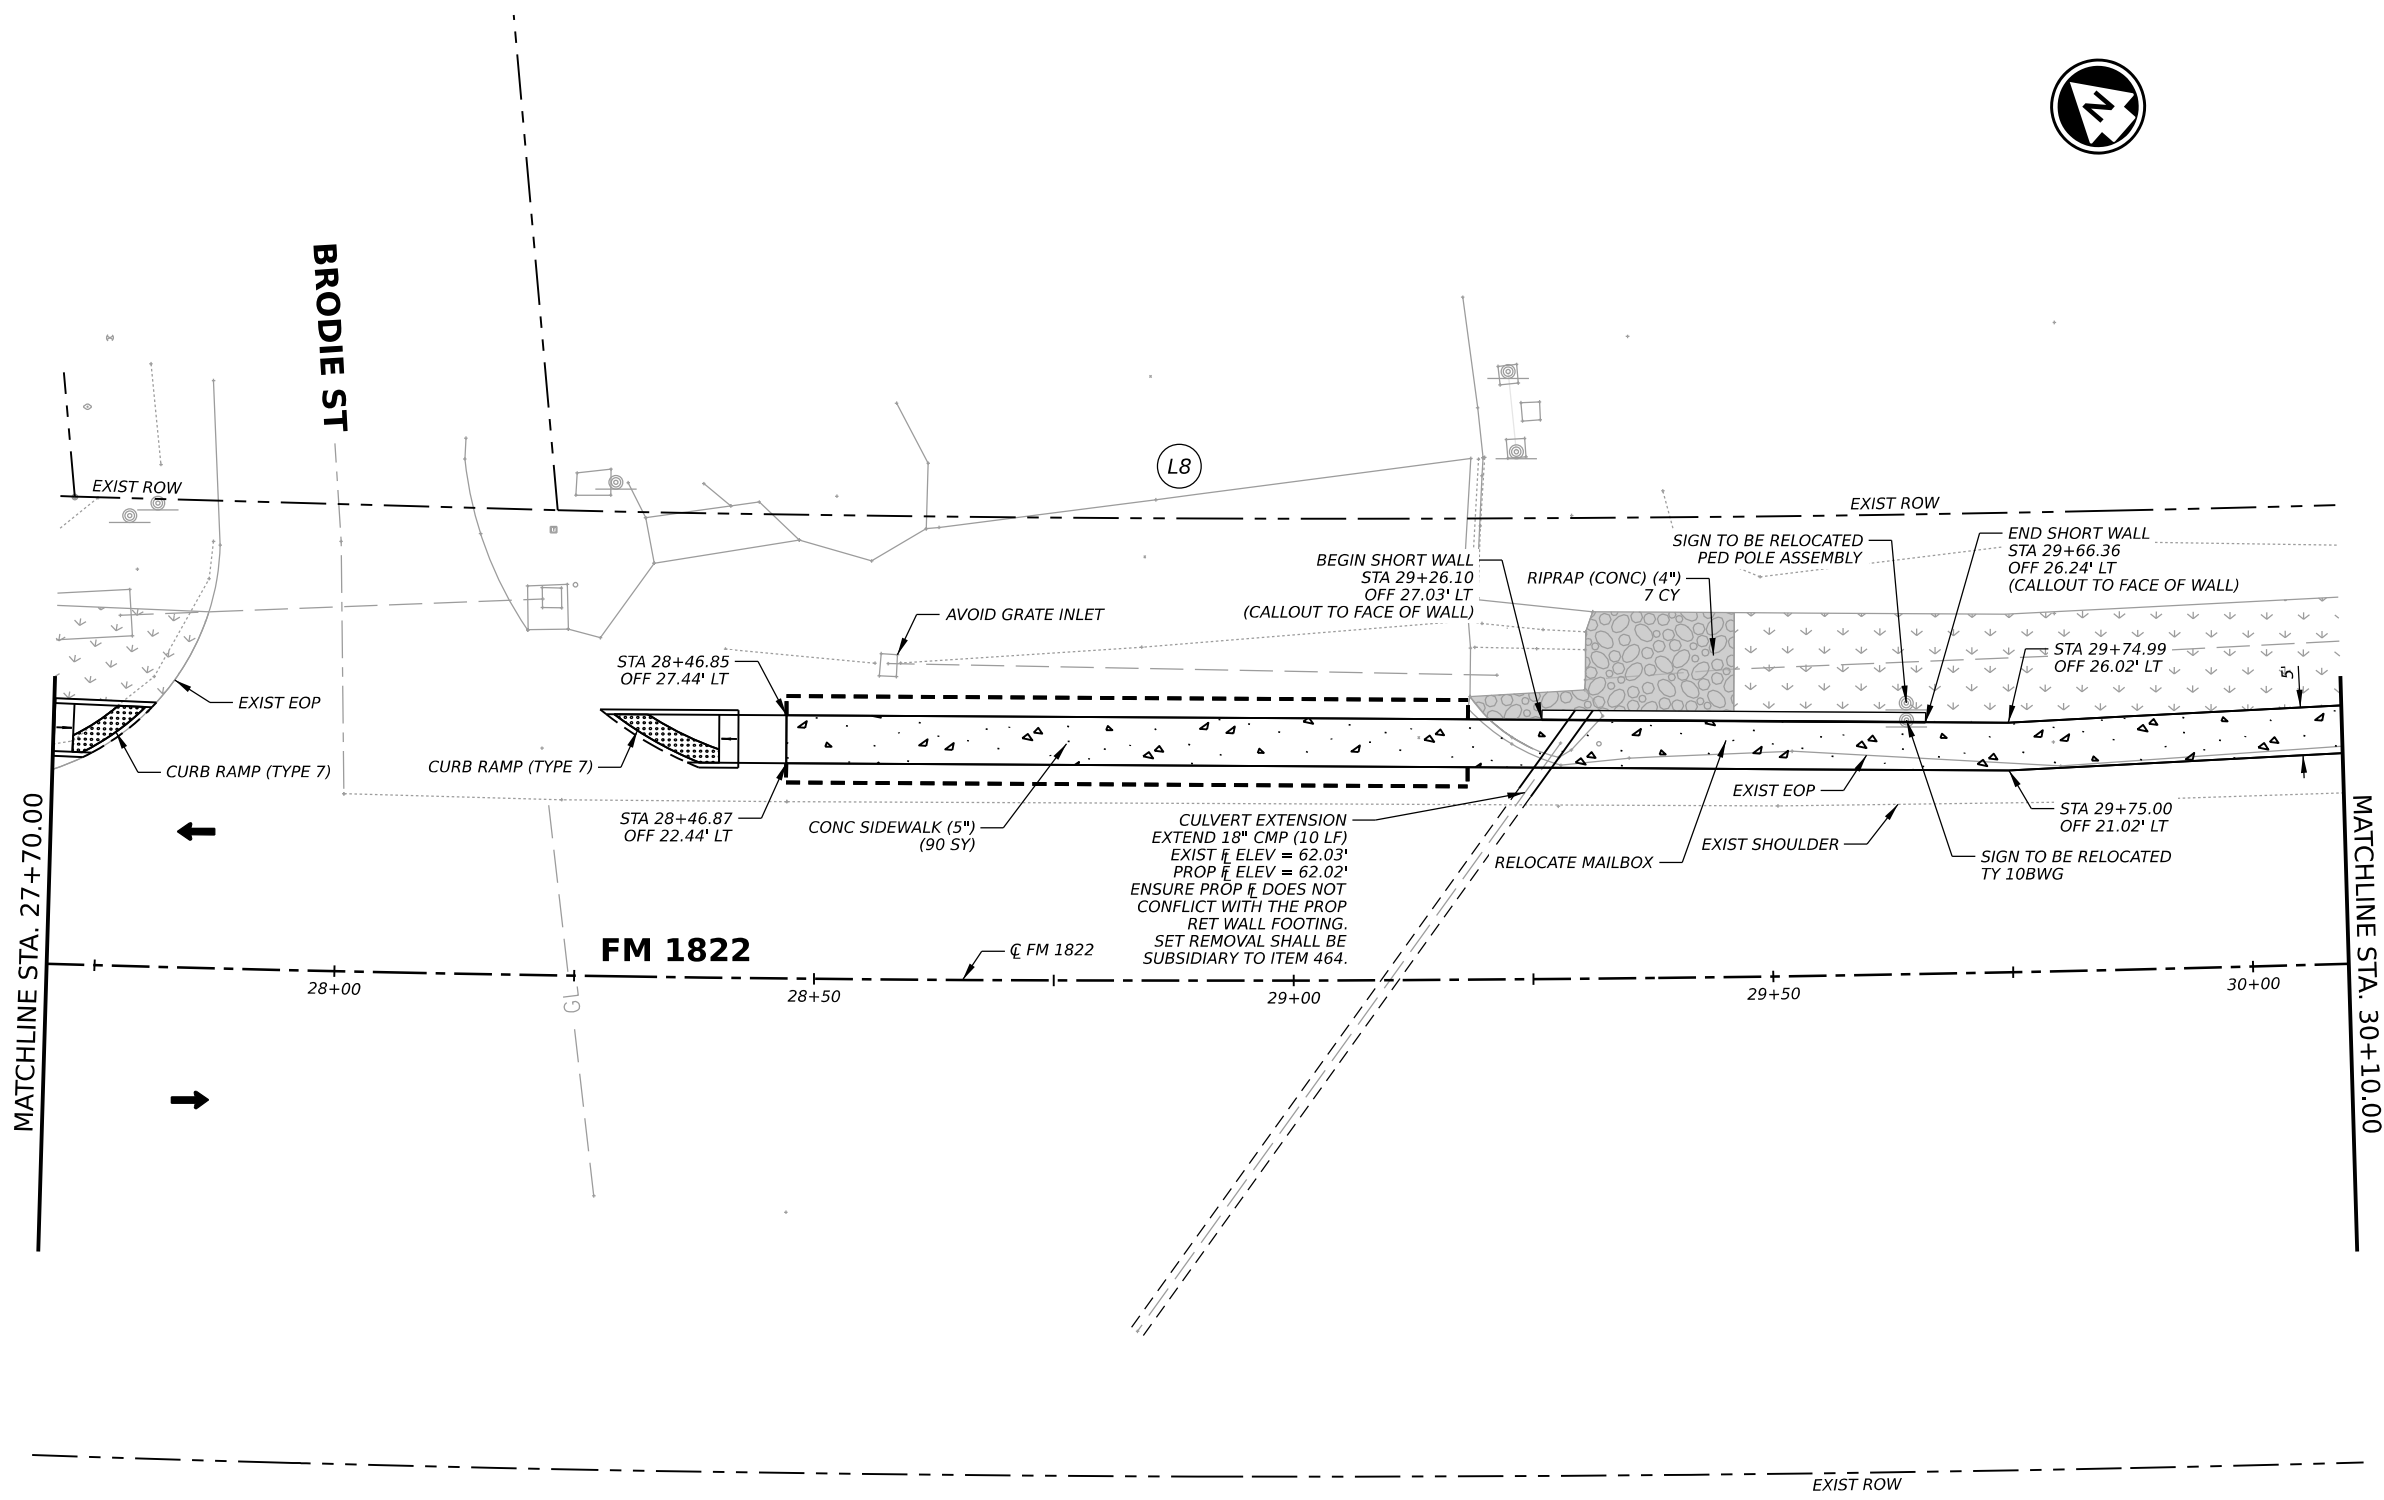 N
BRODIE ST
L8
EXIST ROW
EXIST ROW
END SHORT WALL
STA 29+66.36
OFF 26.24' LT
(CALLOUT TO FACE OF WALL)
SIGN TO BE RELOCATED
PED POLE ASSEMBLY
BEGIN SHORT WALL
STA 29+26.10
OFF 27.03' LT
(CALLOUT TO FACE OF WALL)
RIPRAP (CONC) (4")
7 CY
AVOID GRATE INLET
STA 28+46.85
OFF 27.44' LT
STA 29+74.99
OFF 26.02' LT
5'
EXIST EOP
CURB RAMP (TYPE 7)
CURB RAMP (TYPE 7)
STA 28+46.87
OFF 22.44' LT
CONC SIDEWALK (5")
(90 SY)
CULVERT EXTENSION
EXTEND 18" CMP (10 LF)
EXIST FL ELEV = 62.03'
PROP FL ELEV = 62.02'
ENSURE PROP FL DOES NOT
CONFLICT WITH THE PROP
RET WALL FOOTING.
SET REMOVAL SHALL BE
SUBSIDIARY TO ITEM 464.
EXIST EOP
STA 29+75.00
OFF 21.02' LT
EXIST SHOULDER
RELOCATE MAILBOX
SIGN TO BE RELOCATED
TY 10BWG
MATCHLINE STA. 27+70.00
MATCHLINE STA. 30+10.00
FM 1822
℄ FM 1822
28+00
28+50
29+00
29+50
30+00
GL
EXIST ROW